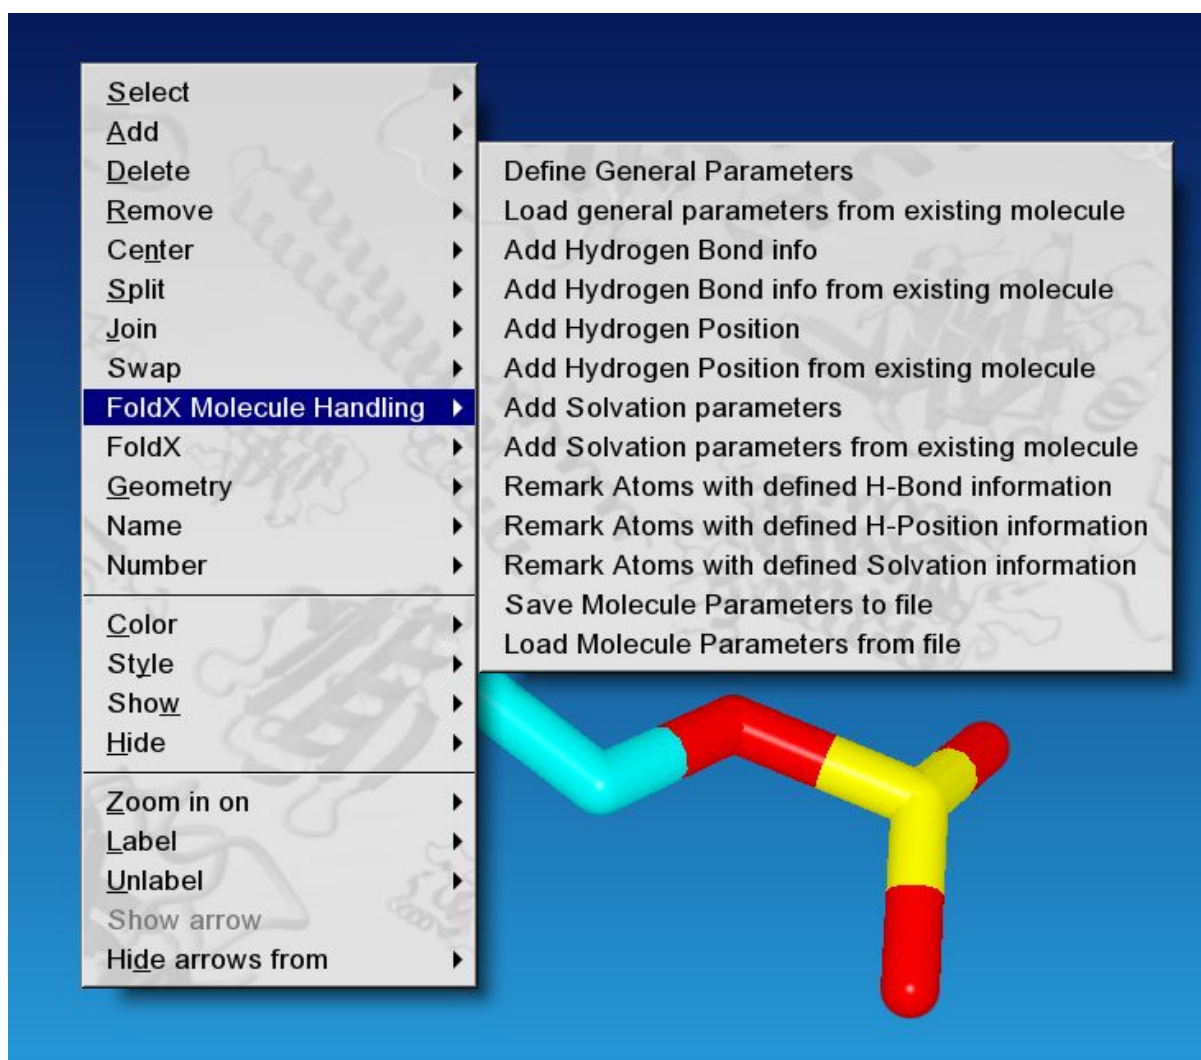 Select
Add
Delete
Remove
Center
Split
Join
Swap
FoldX Molecule Handling
FoldX
Geometry
Name
Number
Color
Style
Show
Hide
Zoom in on
Label
Unlabel
Show arrow
Hide arrows from
Define General Parameters
Load general parameters from existing molecule
Add Hydrogen Bond info
Add Hydrogen Bond info from existing molecule
Add Hydrogen Position
Add Hydrogen Position from existing molecule
Add Solvation parameters
Add Solvation parameters from existing molecule
Remark Atoms with defined H-Bond information
Remark Atoms with defined H-Position information
Remark Atoms with defined Solvation information
Save Molecule Parameters to file
Load Molecule Parameters from file